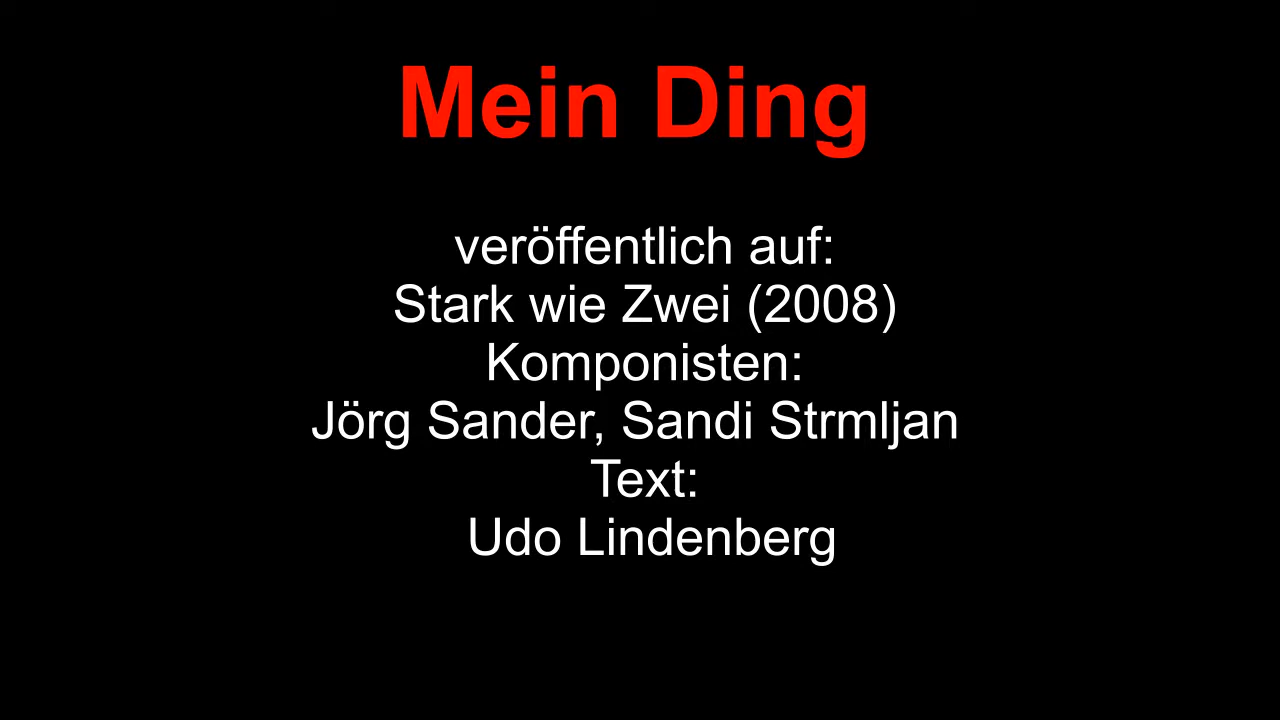 Mein Ding
veröffentlich auf:
Stark wie Zwei (2008)
Komponisten:
Jörg Sander, Sandi Strmljan
Text:
Udo Lindenberg